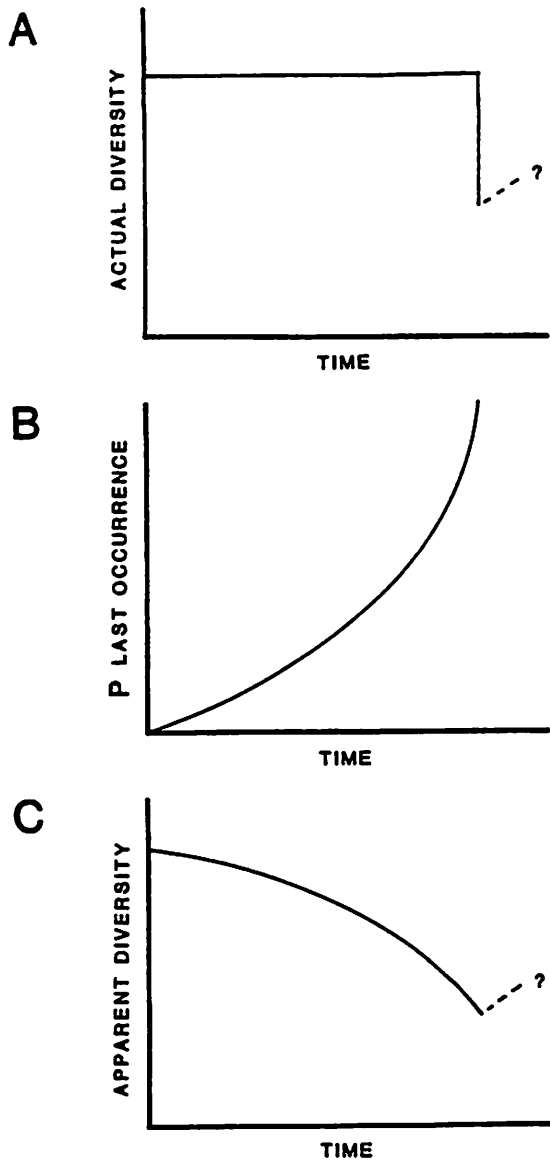 A
ACTUAL DIVERSITY
?
TIME
B
P LAST OCCURRENCE
TIME
C
APPARENT DIVERSITY
?
TIME